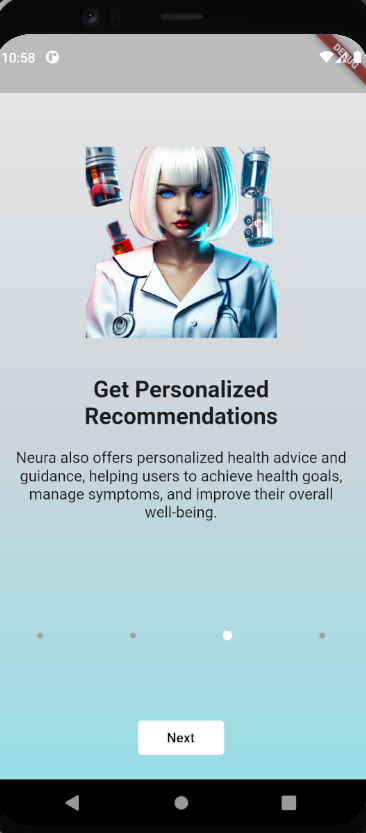 10:58
DEBUG
Get Personalized
Recommendations
Neura also offers personalized health advice and
guidance, helping users to achieve health goals,
manage symptoms, and improve their overall
well-being.
Next